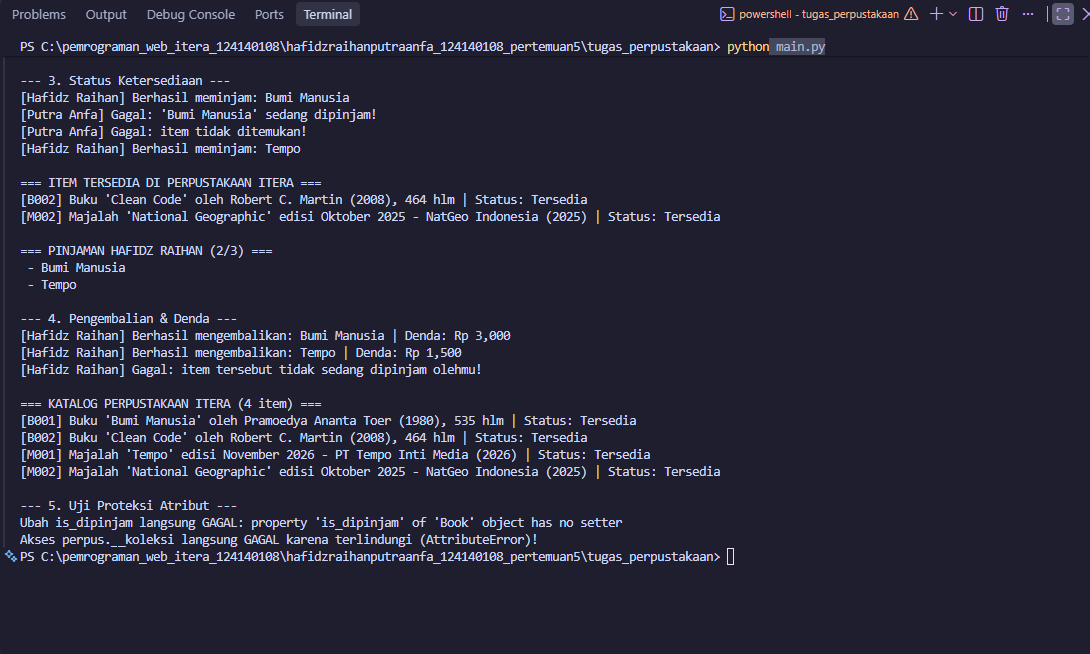 Problems Output Debug Console Ports Terminal powershell - tugas_perpustakaan
PS C:\pemrograman_web_itera_124140108\hafidzraihanputraanfa_124140108_pertemuan5\tugas_perpustakaan> python main.py
--- 3. Status Ketersediaan ---
[Hafidz Raihan] Berhasil meminjam: Bumi Manusia
[Putra Anfa] Gagal: 'Bumi Manusia' sedang dipinjam!
[Putra Anfa] Gagal: item tidak ditemukan!
[Hafidz Raihan] Berhasil meminjam: Tempo
=== ITEM TERSEDIA DI PERPUSTAKAAN ITERA ===
[B002] Buku 'Clean Code' oleh Robert C. Martin (2008), 464 hlm | Status: Tersedia
[M002] Majalah 'National Geographic' edisi Oktober 2025 - NatGeo Indonesia (2025) | Status: Tersedia
=== PINJAMAN HAFIDZ RAIHAN (2/3) ===
- Bumi Manusia
- Tempo
--- 4. Pengembalian & Denda ---
[Hafidz Raihan] Berhasil mengembalikan: Bumi Manusia | Denda: Rp 3,000
[Hafidz Raihan] Berhasil mengembalikan: Tempo | Denda: Rp 1,500
[Hafidz Raihan] Gagal: item tersebut tidak sedang dipinjam olehmu!
=== KATALOG PERPUSTAKAAN ITERA (4 item) ===
[B001] Buku 'Bumi Manusia' oleh Pramoedya Ananta Toer (1980), 535 hlm | Status: Tersedia
[B002] Buku 'Clean Code' oleh Robert C. Martin (2008), 464 hlm | Status: Tersedia
[M001] Majalah 'Tempo' edisi November 2026 - PT Tempo Inti Media (2026) | Status: Tersedia
[M002] Majalah 'National Geographic' edisi Oktober 2025 - NatGeo Indonesia (2025) | Status: Tersedia
--- 5. Uji Proteksi Atribut ---
Ubah is_dipinjam langsung GAGAL: property 'is_dipinjam' of 'Book' object has no setter
Akses perpus.__koleksi langsung GAGAL karena terlindungi (AttributeError)!
PS C:\pemrograman_web_itera_124140108\hafidzraihanputraanfa_124140108_pertemuan5\tugas_perpustakaan>